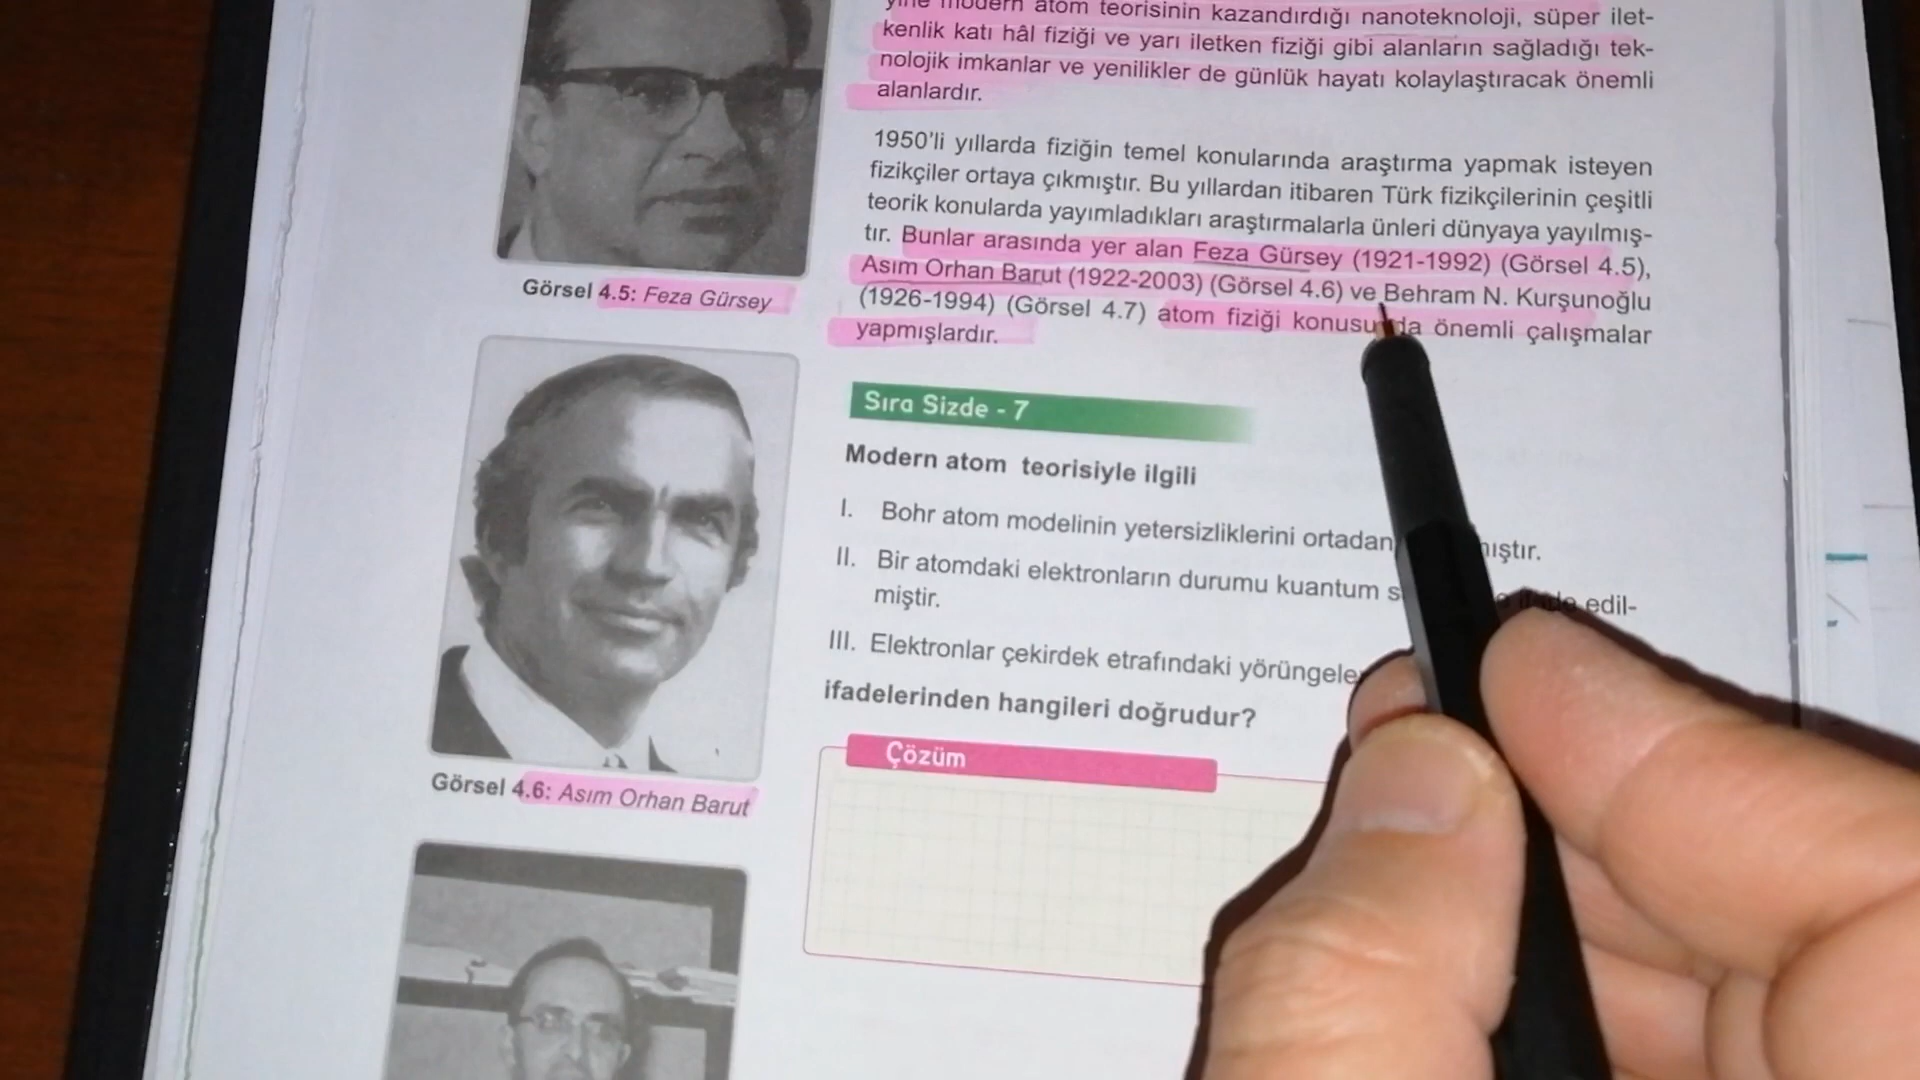 yine modern atom teorisinin kazandırdığı nanoteknoloji, süper ilet-
kenlik katı hâl fiziği ve yarı iletken fiziği gibi alanların sağladığı tek-
nolojik imkanlar ve yenilikler de günlük hayatı kolaylaştıracak önemli
alanlardır.
1950'li yıllarda fiziğin temel konularında araştırma yapmak isteyen
fizikçiler ortaya çıkmıştır. Bu yıllardan itibaren Türk fizikçilerinin çeşitli
teorik konularda yayımladıkları araştırmalarla ünleri dünyaya yayılmış-
tır. Bunlar arasında yer alan Feza Gürsey (1921-1992) (Görsel 4.5),
Asım Orhan Barut (1922-2003) (Görsel 4.6) ve Behram N. Kurşunoğlu
(1926-1994) (Görsel 4.7) atom fiziği konusunda önemli çalışmalar
yapmışlardır.
Görsel 4.5: Feza Gürsey
Sıra Sizde - 7
Modern atom teorisiyle ilgili
I. Bohr atom modelinin yetersizliklerini ortadan
II. Bir atomdaki elektronların durumu kuantum edil-
miştir.
III. Elektronlar çekirdek etrafındaki
ifadelerinden hangileri doğrudur?
Çözüm
Görsel 4.6: Asım Orhan Barut